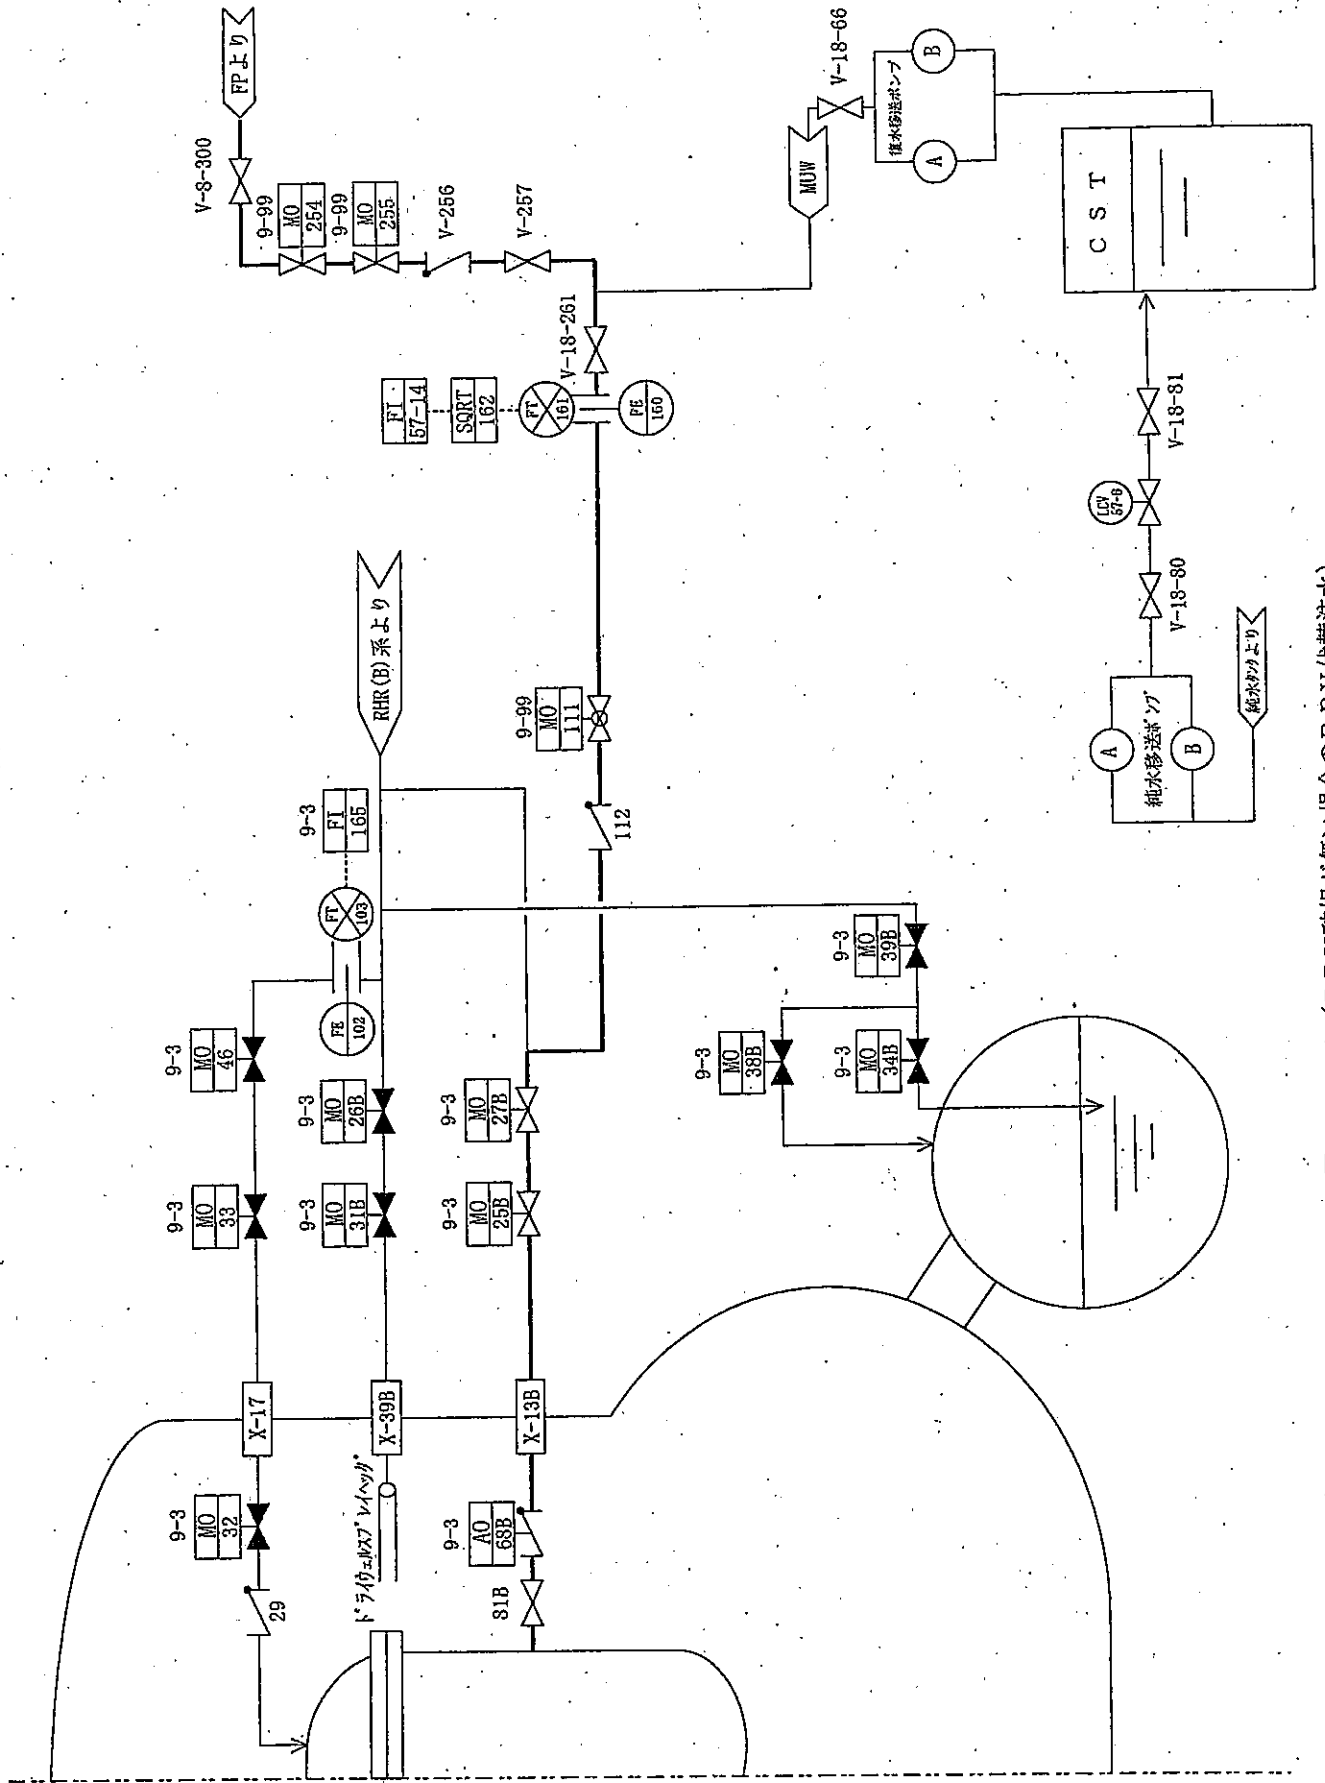 FPより
V-8-300
9-99
MO
254
9-99
MO
255
V-256
V-257
V-18-261
FI
57-14
SQRT
162
FT
161
FE
160
MUW
V-18-66
復水移送ポンプ
A
B
CST
V-18-81
LCV
57-6
V-18-80
純水移送ポンプ
A
B
純水タンクより
RHR(B)系より
9-99
MO
111
112
9-3
FI
165
FT
103
FE
102
9-3
MO
46
9-3
MO
33
9-3
MO
26B
9-3
MO
31B
9-3
MO
27B
9-3
MO
25B
9-3
MO
39B
9-3
MO
38B
9-3
MO
34B
X-17
X-39B
X-13B
9-3
MO
32
29
ドライウェルスプレイヘッダ
9-3
AO
68B
81B